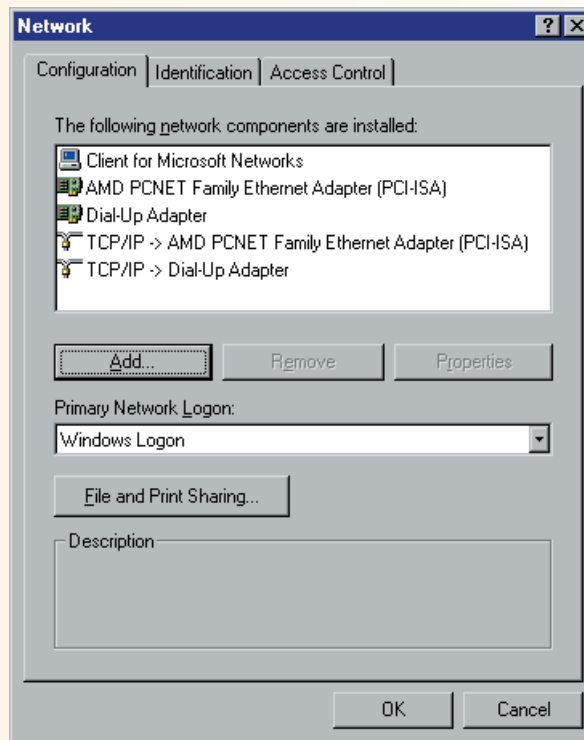 Network
Configuration Identification Access Control
The following network components are installed:
Client for Microsoft Networks
AMD PCNET Family Ethernet Adapter (PCI-ISA)
Dial-Up Adapter
TCP/IP -> AMD PCNET Family Ethernet Adapter (PCI-ISA)
TCP/IP -> Dial-Up Adapter
Add... Remove Properties
Primary Network Logon:
Windows Logon
File and Print Sharing...
Description
OK Cancel